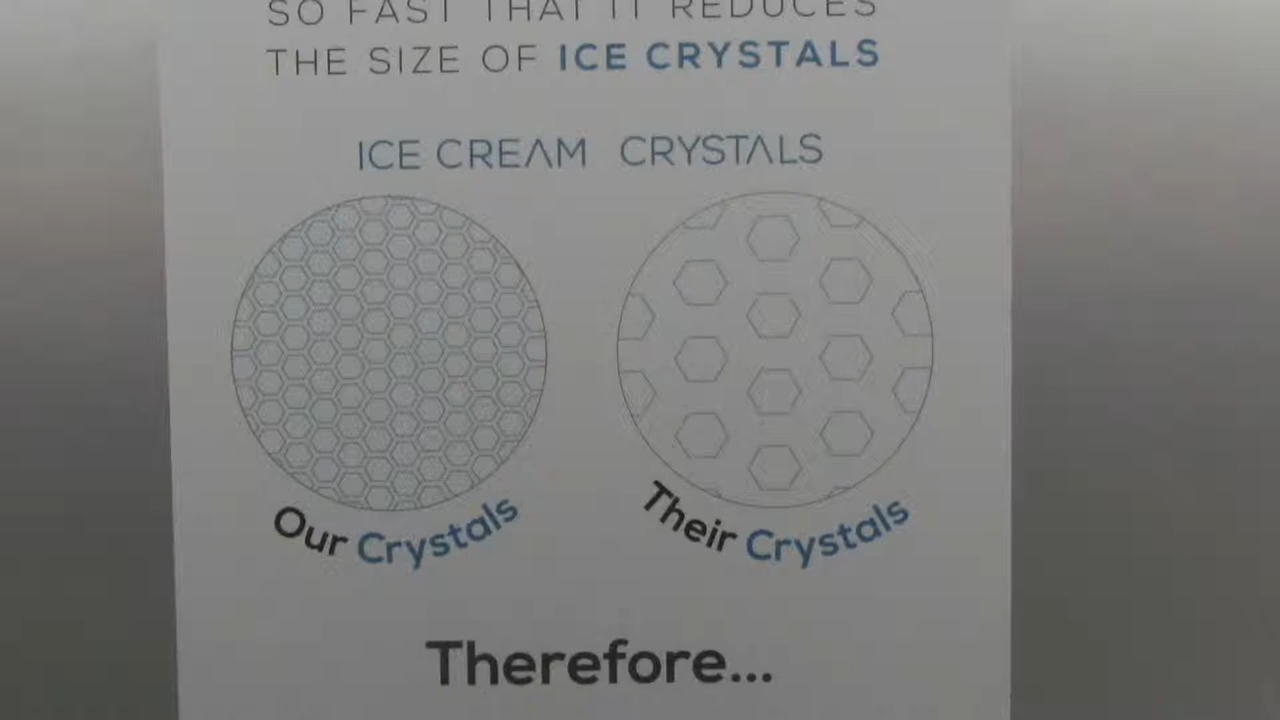 SO FAST THAT IT REDUCES
THE SIZE OF ICE CRYSTALS
ICE CREAM CRYSTALS
Our Crystals
Their Crystals
Therefore...